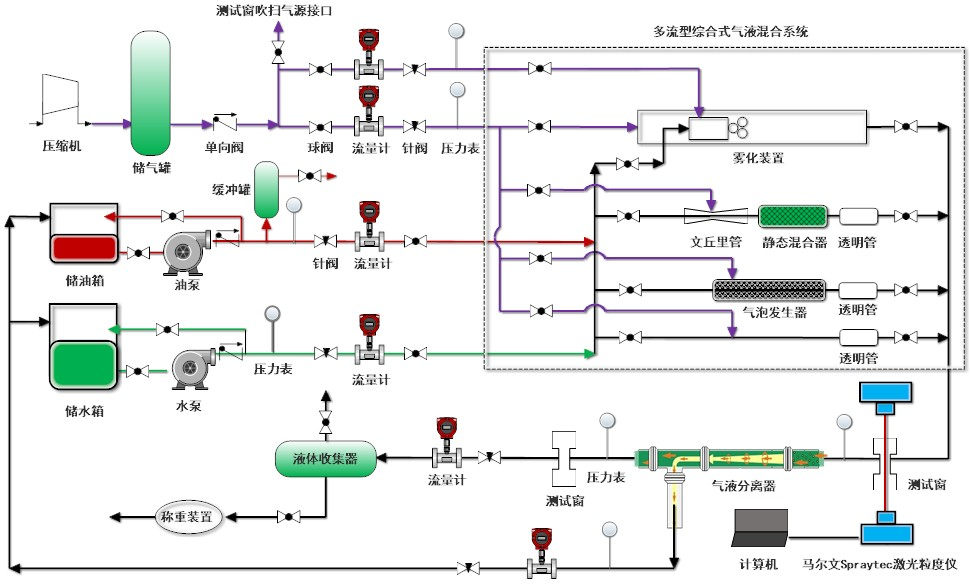 测试窗吹扫气源接口
多流型综合式气液混合系统
压缩机
储气罐
单向阀
球阀
流量计
针阀
压力表
雾化装置
缓冲罐
文丘里管
静态混合器
透明管
储油箱
油泵
针阀
流量计
气泡发生器
透明管
储水箱
水泵
压力表
流量计
透明管
液体收集器
流量计
测试窗
压力表
气液分离器
测试窗
称重装置
计算机
马尔文Spraytec激光粒度仪